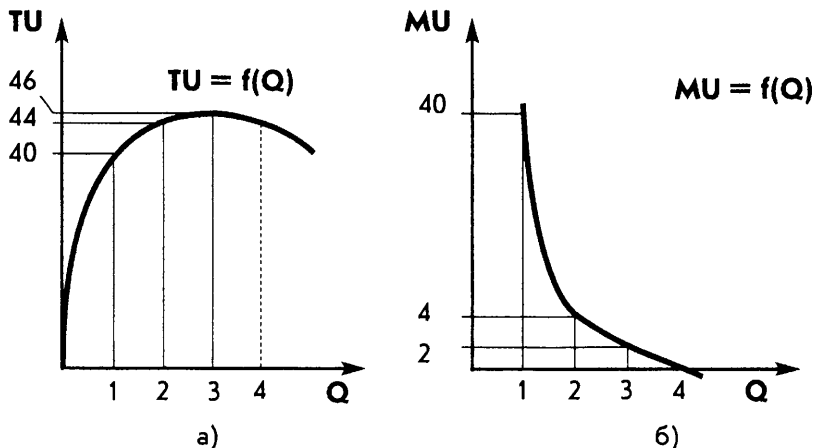 TU
46
44
40
TU = f(Q)
1 2 3 4 Q
а)
MU
40
4
2
MU = f(Q)
1 2 3 4 Q
б)